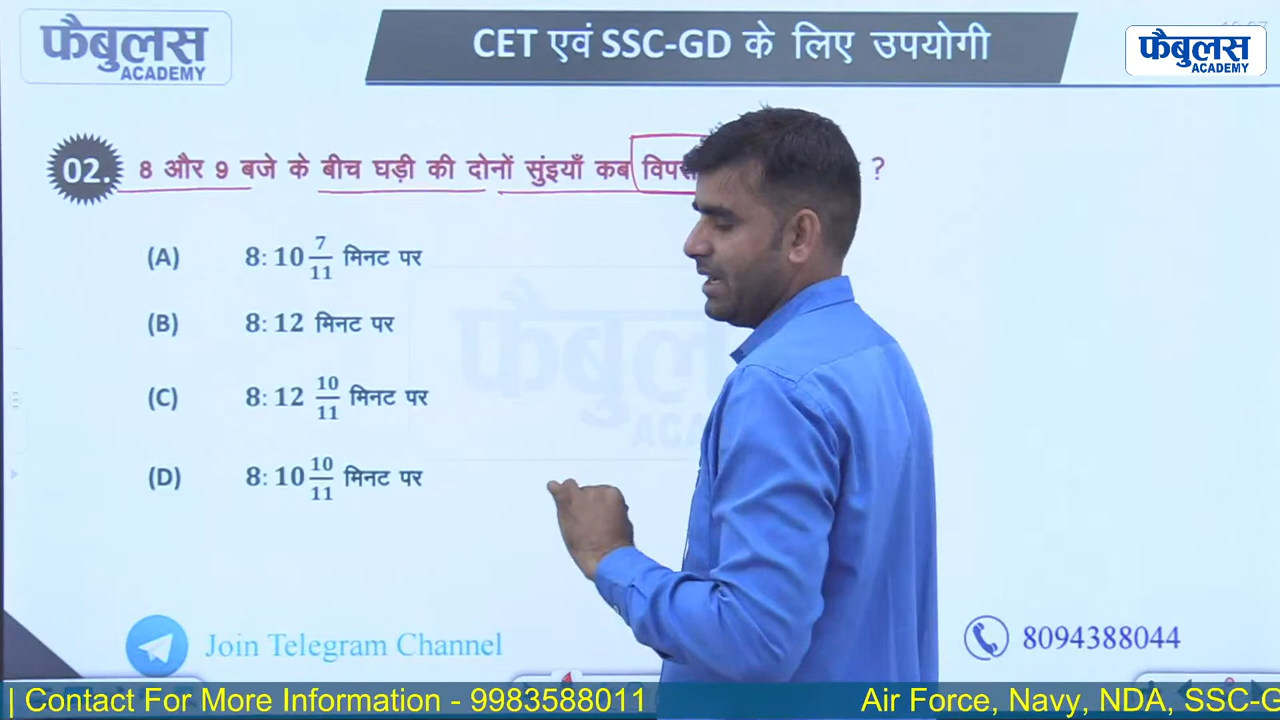 फैबुलस
ACADEMY
CET एवं SSC-GD के लिए उपयोगी
फैबुलस
ACADEMY
02. 8 और 9 बजे के बीच घड़ी की दोनों सुंइयाँ कब ?
(A) 8: 10 7/11 मिनट पर
(B) 8: 12 मिनट पर
(C) 8: 12 10/11 मिनट पर
(D) 8: 10 10/11 मिनट पर
फैबुलस
Join Telegram Channel
8094388044
| Contact For More Information - 9983588011 Air Force, Navy, NDA,